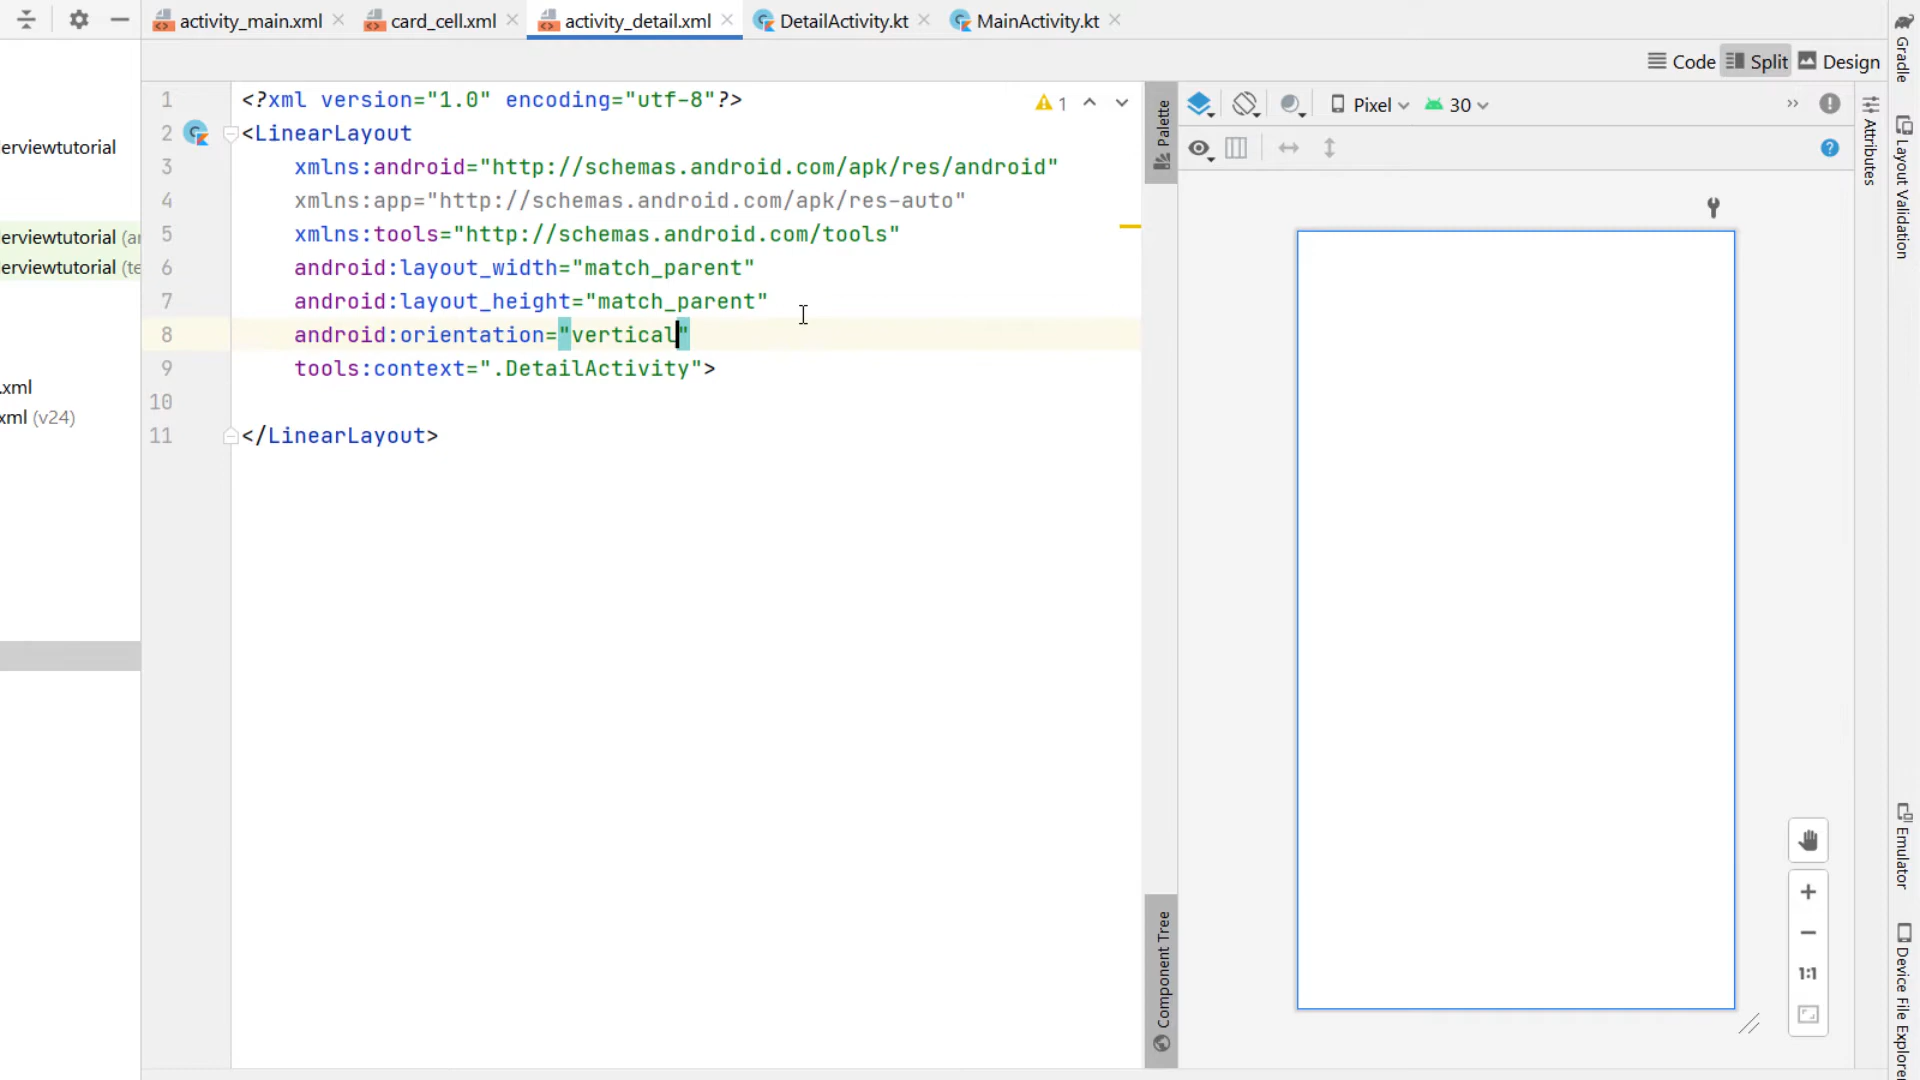 activity_main.xml
card_cell.xml
activity_detail.xml
DetailActivity.kt
MainActivity.kt
Code
Split
Design
erviewtutorial
erviewtutorial (a
erviewtutorial (te
.xml
xml (v24)
1 <?xml version="1.0" encoding="utf-8"?>
2 <LinearLayout
3 xmlns:android="http://schemas.android.com/apk/res/android"
4 xmlns:app="http://schemas.android.com/apk/res-auto"
5 xmlns:tools="http://schemas.android.com/tools"
6 android:layout_width="match_parent"
7 android:layout_height="match_parent"
8 android:orientation="vertical"
9 tools:context=".DetailActivity">
10
11 </LinearLayout>
1
Palette
Component Tree
Pixel
30
1:1
Attributes
Gradle
Layout Validation
Emulator
Device File Explorer